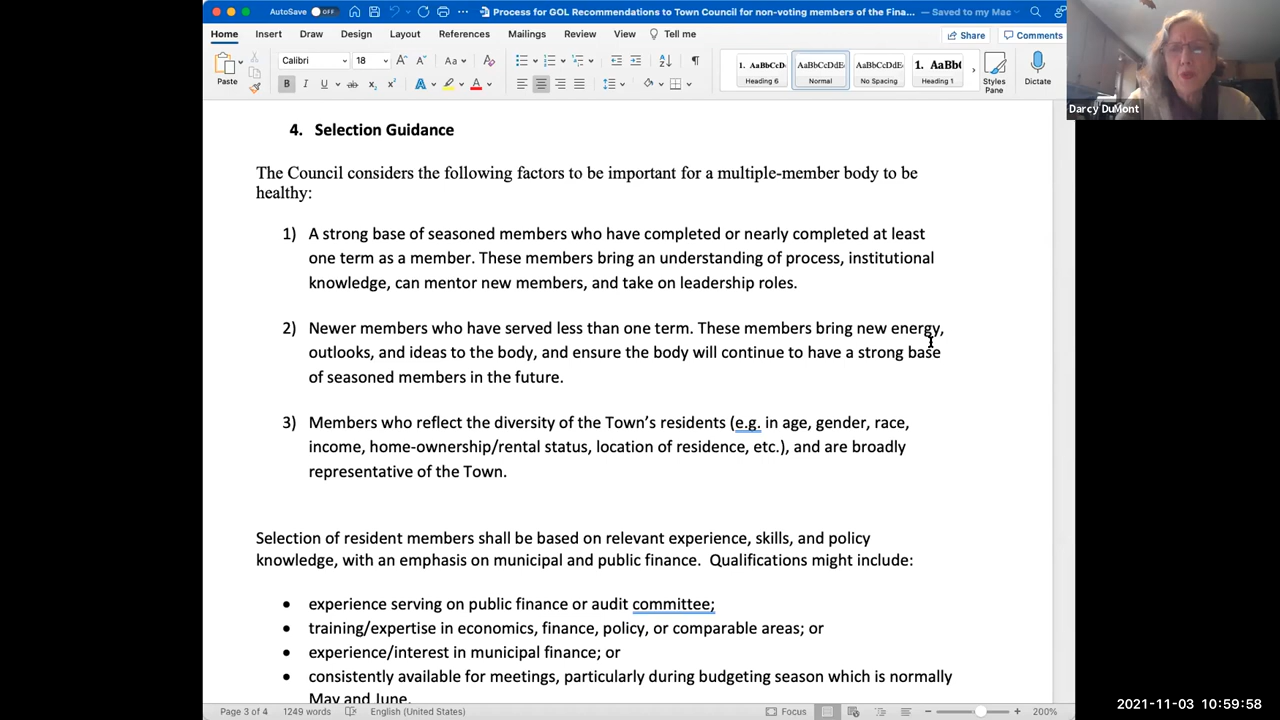 AutoSave OFF Process for GOL Recommendations to Town Council for non-voting members of the Fina... — Saved to my Mac
Home Insert Draw Design Layout References Mailings Review View Tell me Share Comments
Paste Calibri 18 Aa B I U ab x₂ x² A A 1. AaBbCcD AaBbCcDdE AaBbCcDdE 1. AaBb( Styles Pane Dictate
Heading 6 Normal No Spacing Heading 1
Darcy DuMont
4. Selection Guidance
The Council considers the following factors to be important for a multiple-member body to be
healthy:
1) A strong base of seasoned members who have completed or nearly completed at least
one term as a member. These members bring an understanding of process, institutional
knowledge, can mentor new members, and take on leadership roles.
2) Newer members who have served less than one term. These members bring new energy,
outlooks, and ideas to the body, and ensure the body will continue to have a strong base
of seasoned members in the future.
3) Members who reflect the diversity of the Town's residents (e.g. in age, gender, race,
income, home-ownership/rental status, location of residence, etc.), and are broadly
representative of the Town.
Selection of resident members shall be based on relevant experience, skills, and policy
knowledge, with an emphasis on municipal and public finance. Qualifications might include:
• experience serving on public finance or audit committee;
• training/expertise in economics, finance, policy, or comparable areas; or
• experience/interest in municipal finance; or
• consistently available for meetings, particularly during budgeting season which is normally
May and June.
Page 3 of 4 1249 words English (United States) Focus 200%
2021-11-03 10:59:58